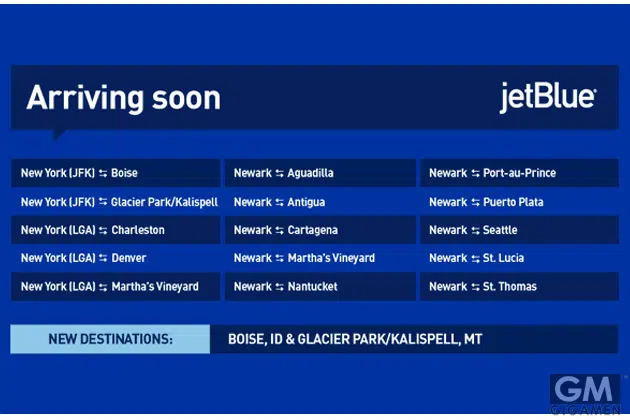 Arriving soon
jetBlue®
New York (JFK) ⇆ Boise
Newark ⇆ Aguadilla
Newark ⇆ Port-au-Prince
New York (JFK) ⇆ Glacier Park/Kalispell
Newark ⇆ Antigua
Newark ⇆ Puerto Plata
New York (LGA) ⇆ Charleston
Newark ⇆ Cartagena
Newark ⇆ Seattle
New York (LGA) ⇆ Denver
Newark ⇆ Martha's Vineyard
Newark ⇆ St. Lucia
New York (LGA) ⇆ Martha's Vineyard
Newark ⇆ Nantucket
Newark ⇆ St. Thomas
NEW DESTINATIONS: BOISE, ID & GLACIER PARK/KALISPELL, MT
GM
GIGAMEN